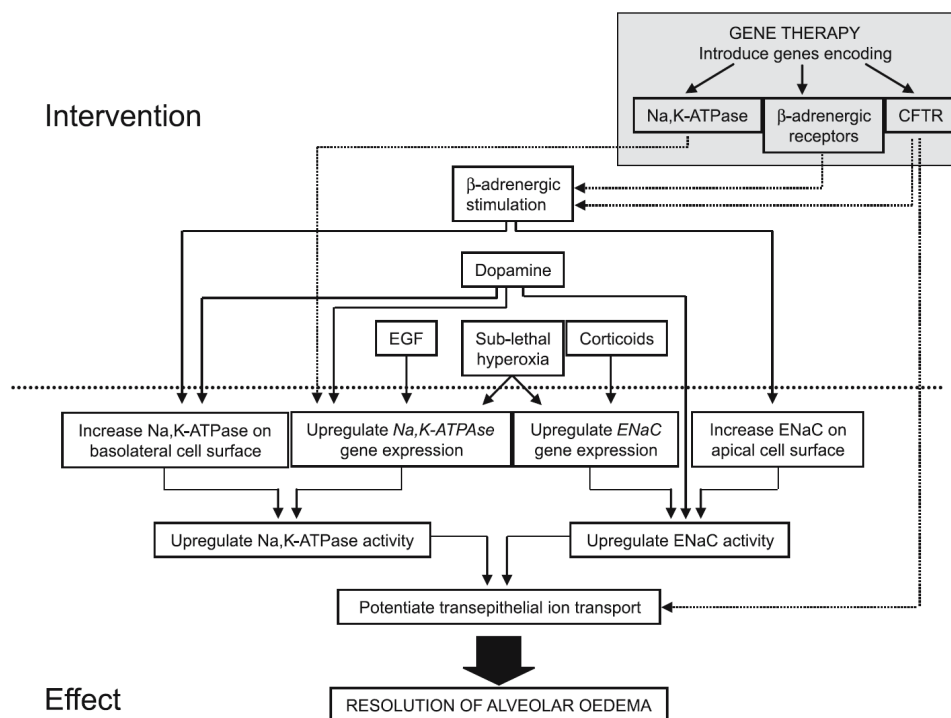 GENE THERAPY
Introduce genes encoding
Intervention
Na,K-ATPase
β-adrenergic
receptors
CFTR
β-adrenergic
stimulation
Dopamine
EGF
Sub-lethal
hyperoxia
Corticoids
Increase Na,K-ATPase on
basolateral cell surface
Upregulate Na,K-ATPAse
gene expression
Upregulate ENaC
gene expression
Increase ENaC on
apical cell surface
Upregulate Na,K-ATPase activity
Upregulate ENaC activity
Potentiate transepithelial ion transport
Effect
RESOLUTION OF ALVEOLAR OEDEMA